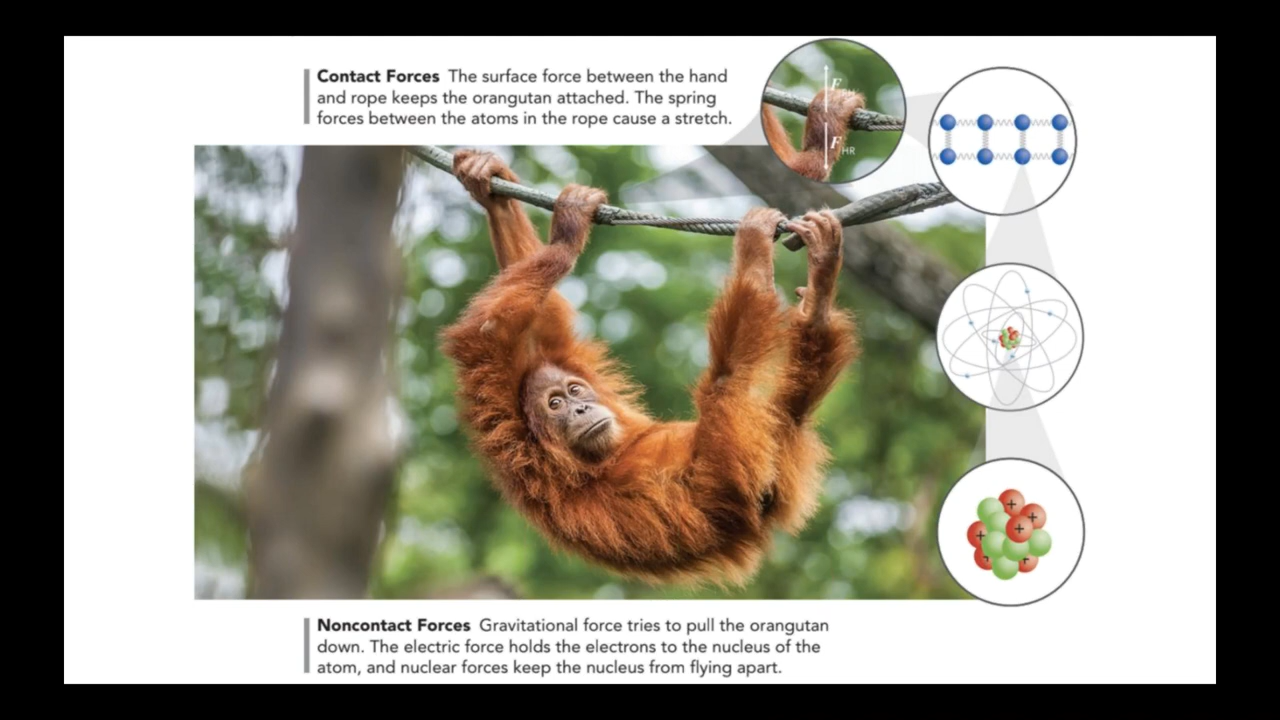 Contact Forces The surface force between the hand
and rope keeps the orangutan attached. The spring
forces between the atoms in the rope cause a stretch.
F
F HR
+
+
+
+
+
Noncontact Forces Gravitational force tries to pull the orangutan
down. The electric force holds the electrons to the nucleus of the
atom, and nuclear forces keep the nucleus from flying apart.